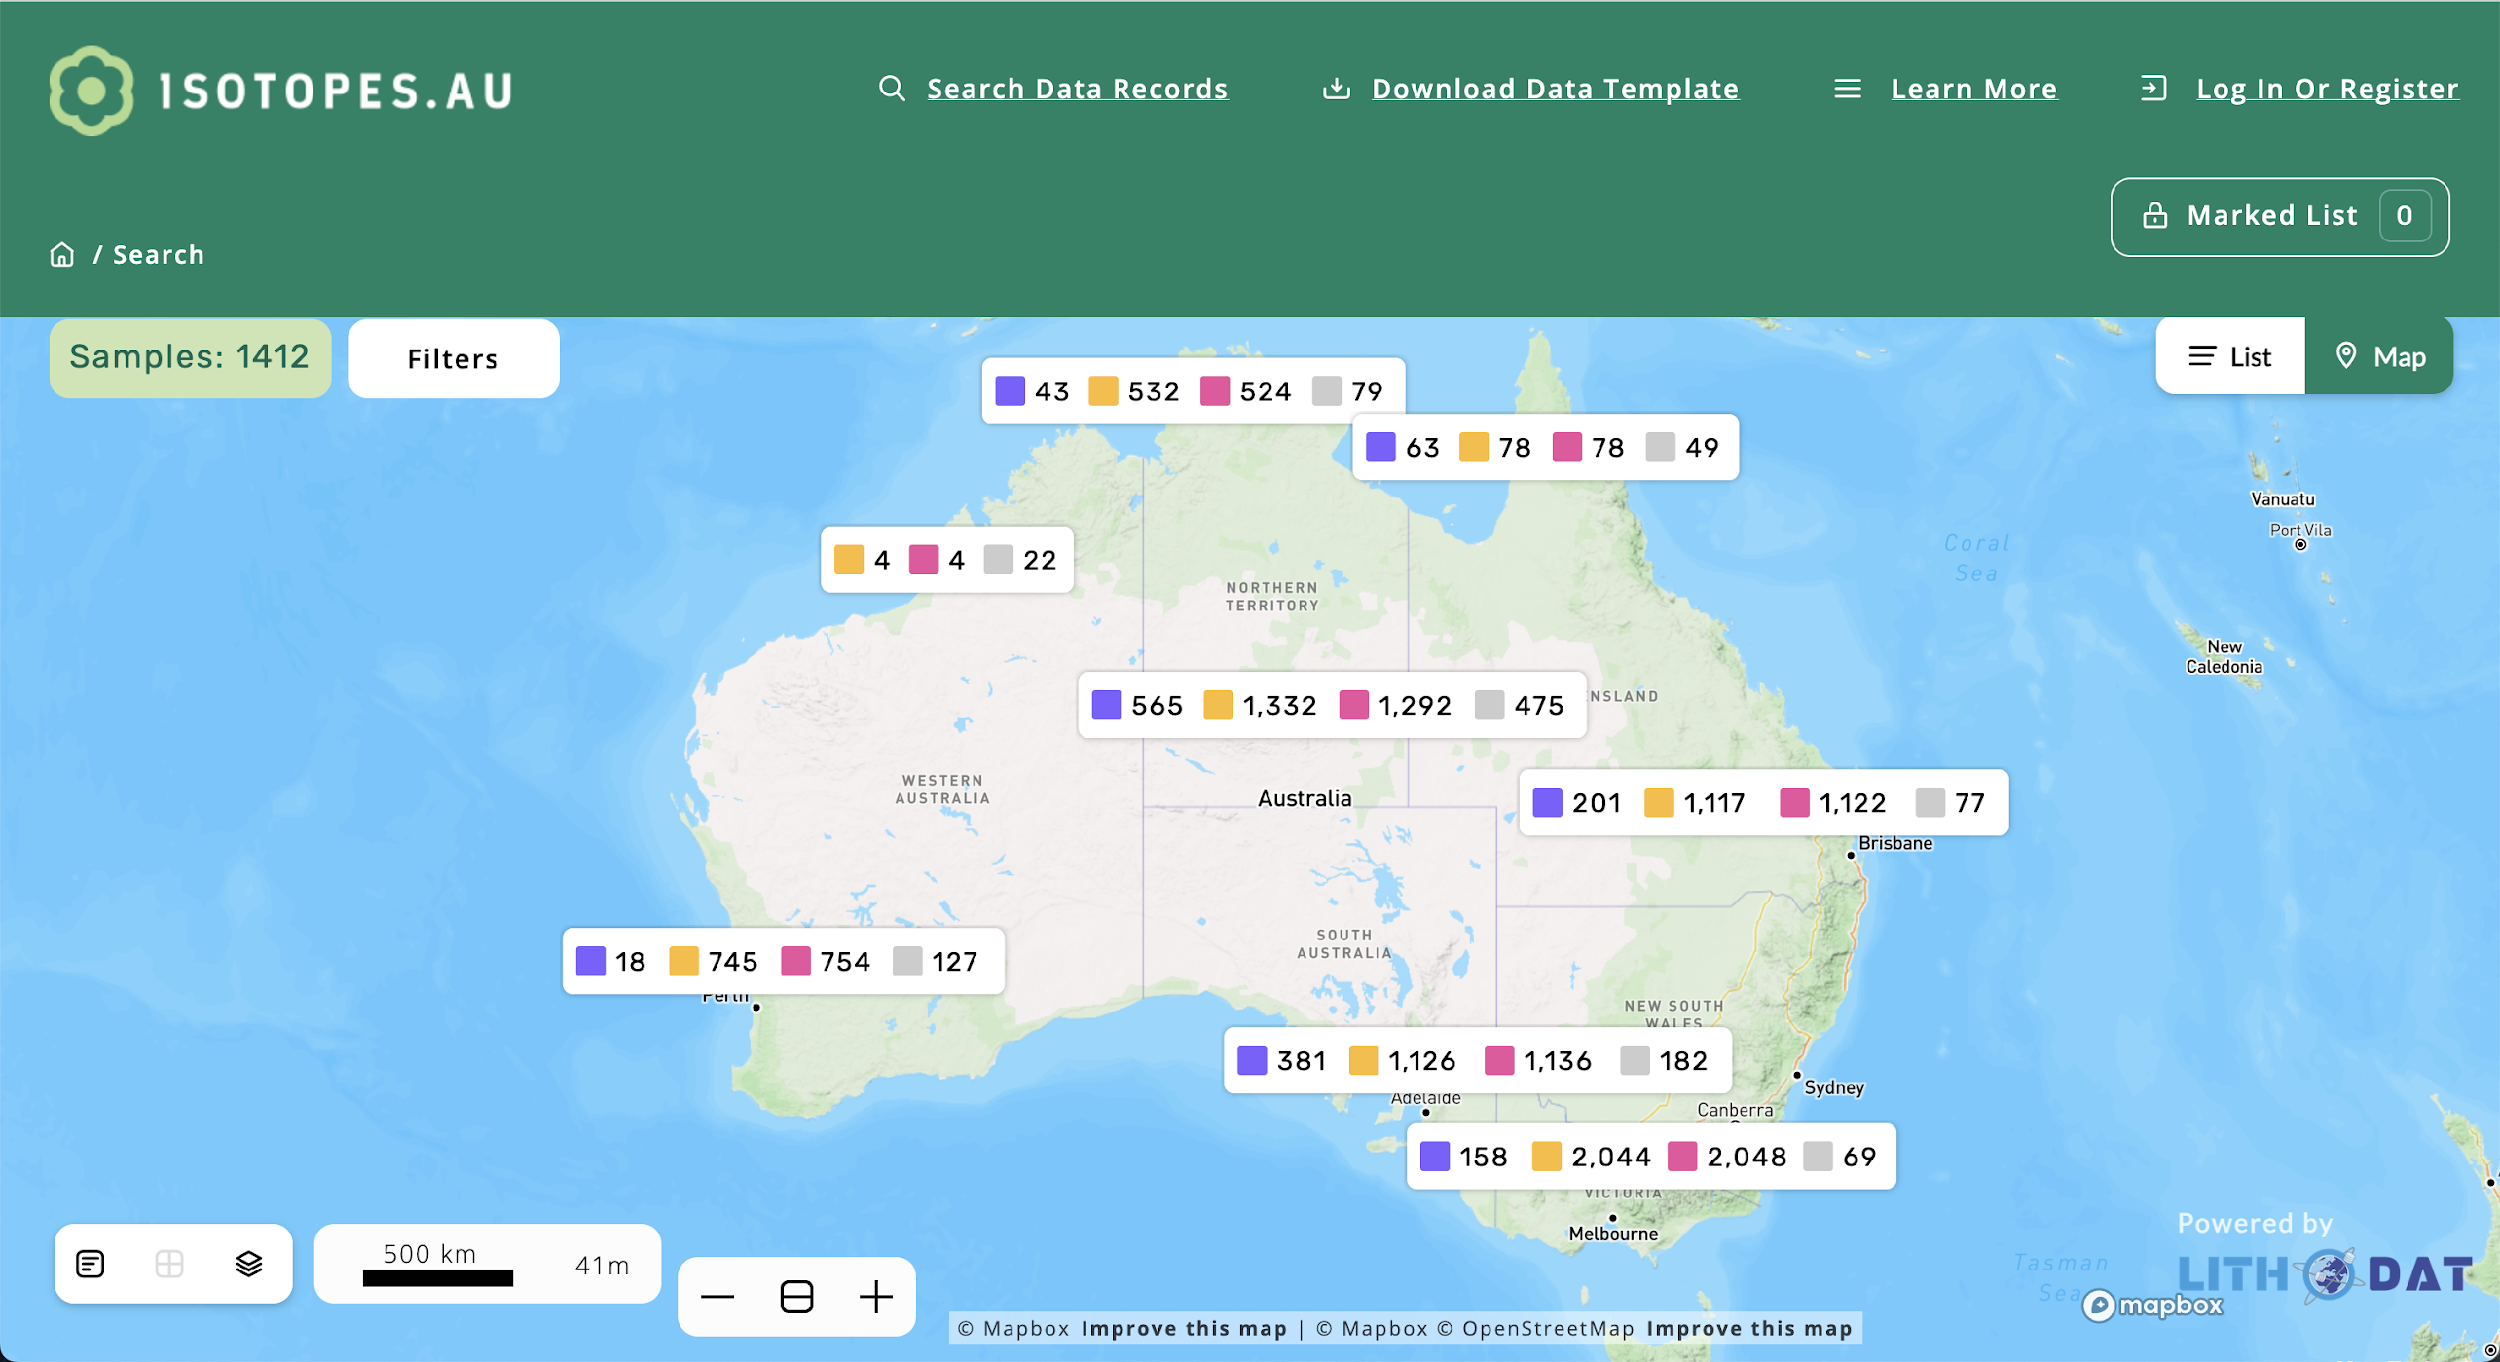 1SOTOPES.AU
Search Data Records
Download Data Template
Learn More
Log In Or Register
Marked List 0
/ Search
Samples: 1412
Filters
List
Map
43 532 524 79
63 78 78 49
Vanuatu
Port Vila
Coral
Sea
4 4 22
NORTHERN
TERRITORY
New
Caledonia
565 1,332 1,292 475
NSLAND
WESTERN
AUSTRALIA
Australia
201 1,117 1,122 77
Brisbane
SOUTH
AUSTRALIA
18 745 754 127
Perth
NEW SOUTH
WALES
381 1,126 1,136 182
Sydney
Adelaide
Canberra
158 2,044 2,048 69
VICTORIA
Melbourne
Powered by
LITHODAT
Tasman
Sea
mapbox
500 km
41m
© Mapbox Improve this map | © Mapbox © OpenStreetMap Improve this map